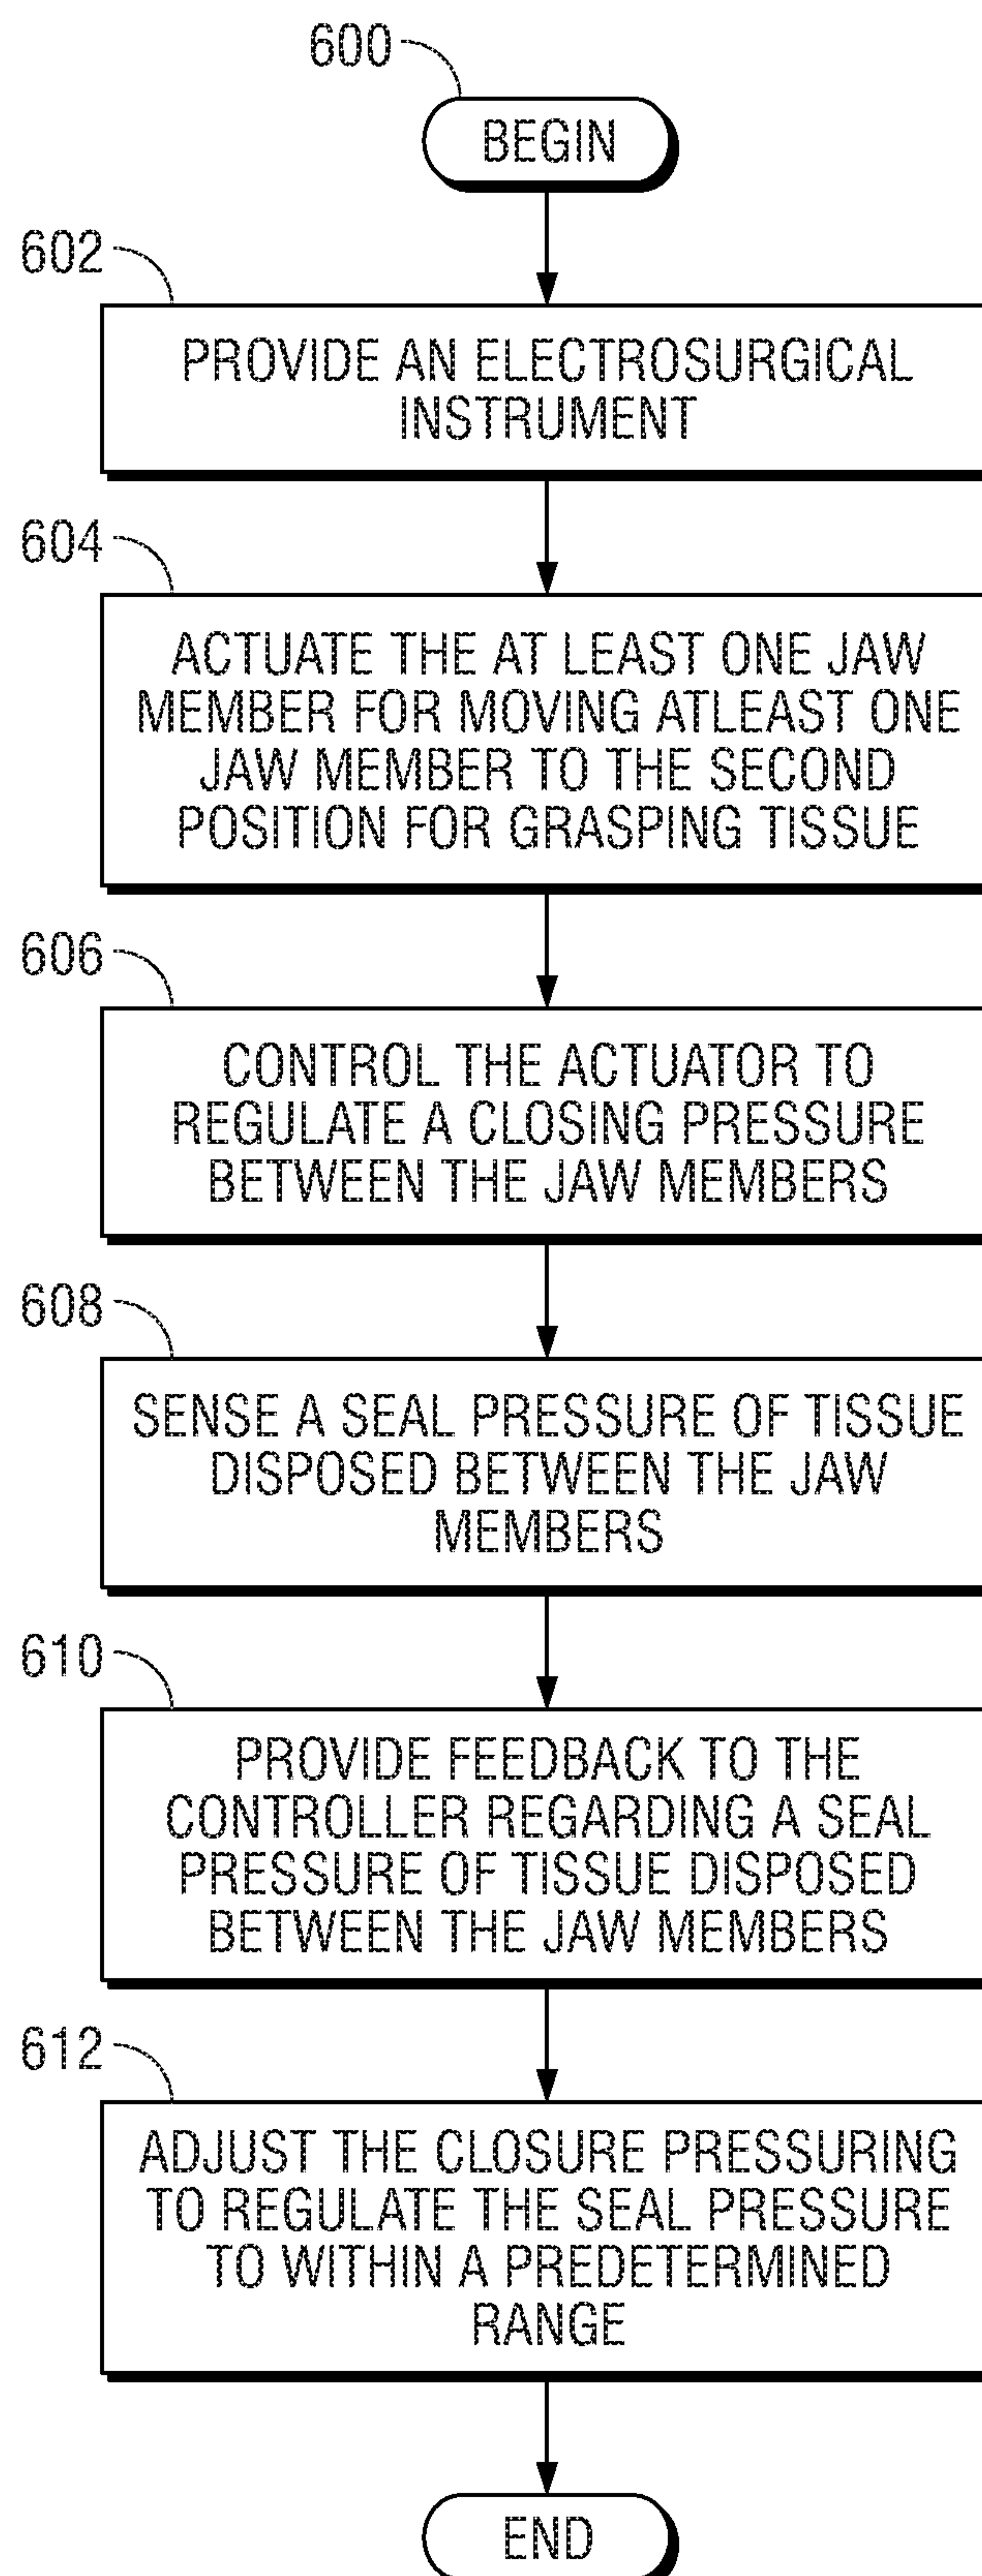 600
BEGIN
602
PROVIDE AN ELECTROSURGICAL
INSTRUMENT
604
ACTUATE THE AT LEAST ONE JAW
MEMBER FOR MOVING ATLEAST ONE
JAW MEMBER TO THE SECOND
POSITION FOR GRASPING TISSUE
606
CONTROL THE ACTUATOR TO
REGULATE A CLOSING PRESSURE
BETWEEN THE JAW MEMBERS
608
SENSE A SEAL PRESSURE OF TISSUE
DISPOSED BETWEEN THE JAW
MEMBERS
610
PROVIDE FEEDBACK TO THE
CONTROLLER REGARDING A SEAL
PRESSURE OF TISSUE DISPOSED
BETWEEN THE JAW MEMBERS
612
ADJUST THE CLOSURE PRESSURING
TO REGULATE THE SEAL PRESSURE
TO WITHIN A PREDETERMINED
RANGE
END